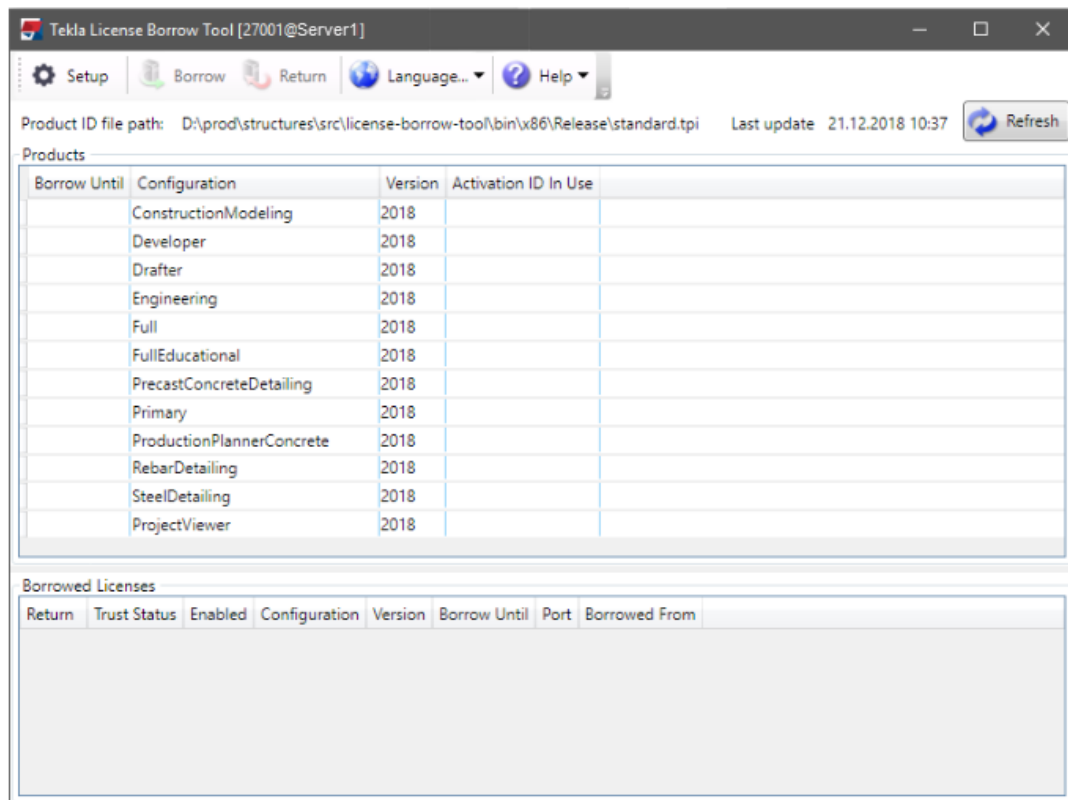 Tekla License Borrow Tool [27001@Server1]
Setup Borrow Return Language... Help
Product ID file path: D:\prod\structures\src\license-borrow-tool\bin\x86\Release\standard.tpi Last update 21.12.2018 10:37 Refresh
Products
Borrow Until Configuration Version Activation ID In Use
ConstructionModeling 2018
Developer 2018
Drafter 2018
Engineering 2018
Full 2018
FullEducational 2018
PrecastConcreteDetailing 2018
Primary 2018
ProductionPlannerConcrete 2018
RebarDetailing 2018
SteelDetailing 2018
ProjectViewer 2018
Borrowed Licenses
Return Trust Status Enabled Configuration Version Borrow Until Port Borrowed From